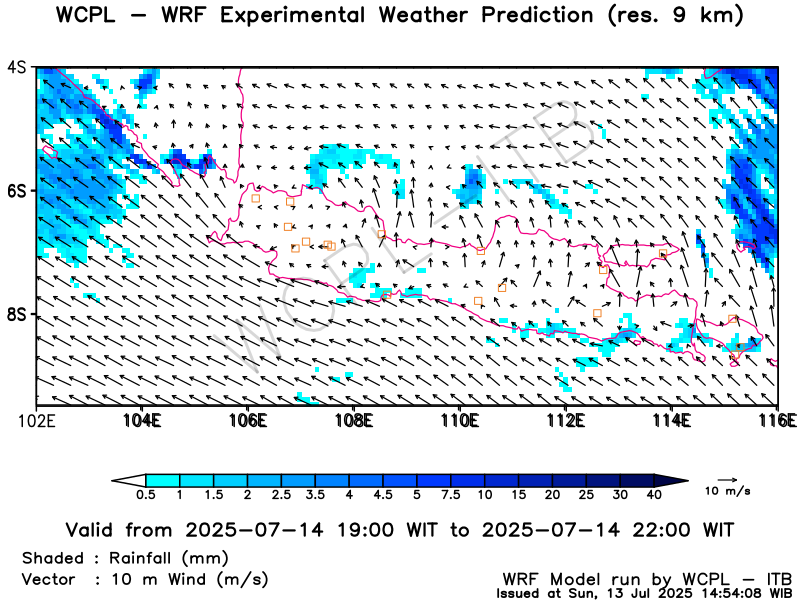 WCPL – WRF Experimental Weather Prediction (res. 9 km)
WCPL–ITB
4S
6S
8S
102E 104E 106E 108E 110E 112E 114E 116E
0.5 1 1.5 2 2.5 3.5 4 4.5 5 7.5 10 15 20 25 30 40
10 m/s
Valid from 2025-07-14 19:00 WIT to 2025-07-14 22:00 WIT
Shaded : Rainfall (mm)
Vector : 10 m Wind (m/s)
WRF Model run by WCPL – ITB
Issued at Sun, 13 Jul 2025 14:54:08 WIB